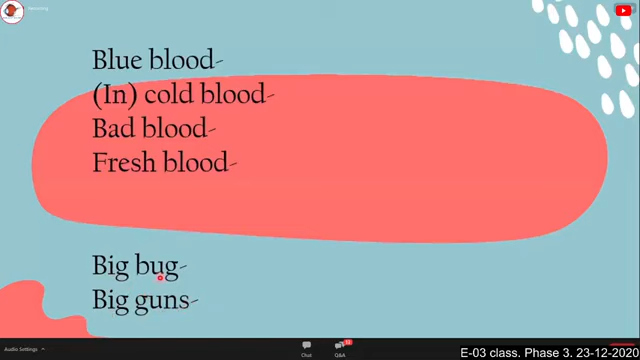 Blue blood-
(In) cold blood-
Bad blood-
Fresh blood-
Big bug-
Big guns-
Audio Settings
Chat
Q&A
E-03 class. Phase 3. 23-12-2020